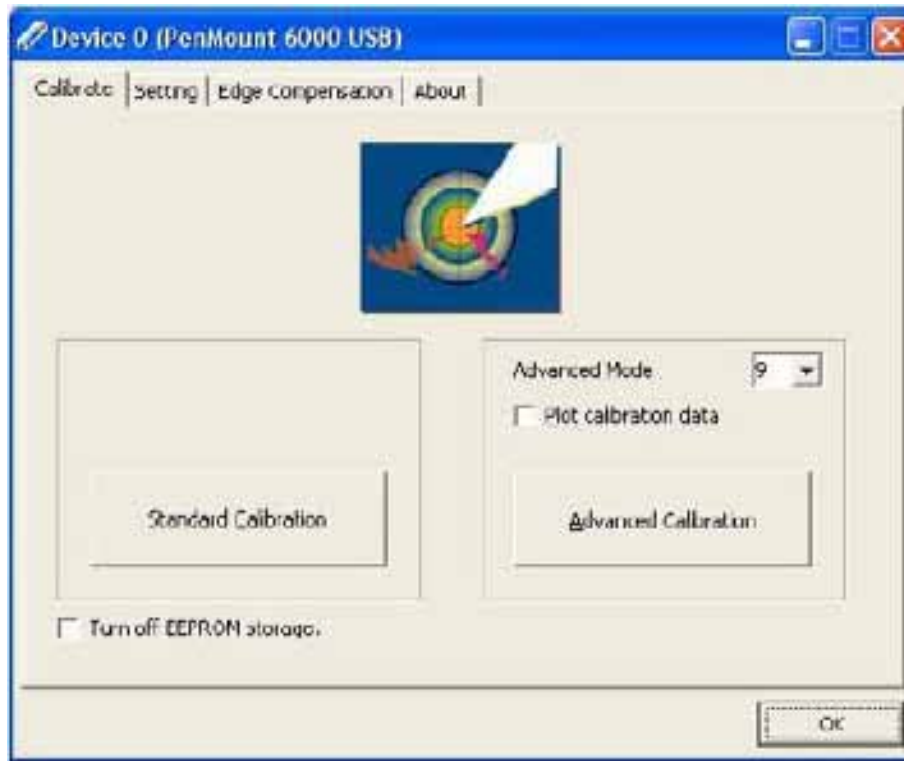 Device 0 (PenMount 6000 USB)
Calibrate Setting Edge Compensation About
Advanced Mode 9
Plot calibration data
Standard Calibration Advanced Calibration
Turn off EEPROM storage.
OK